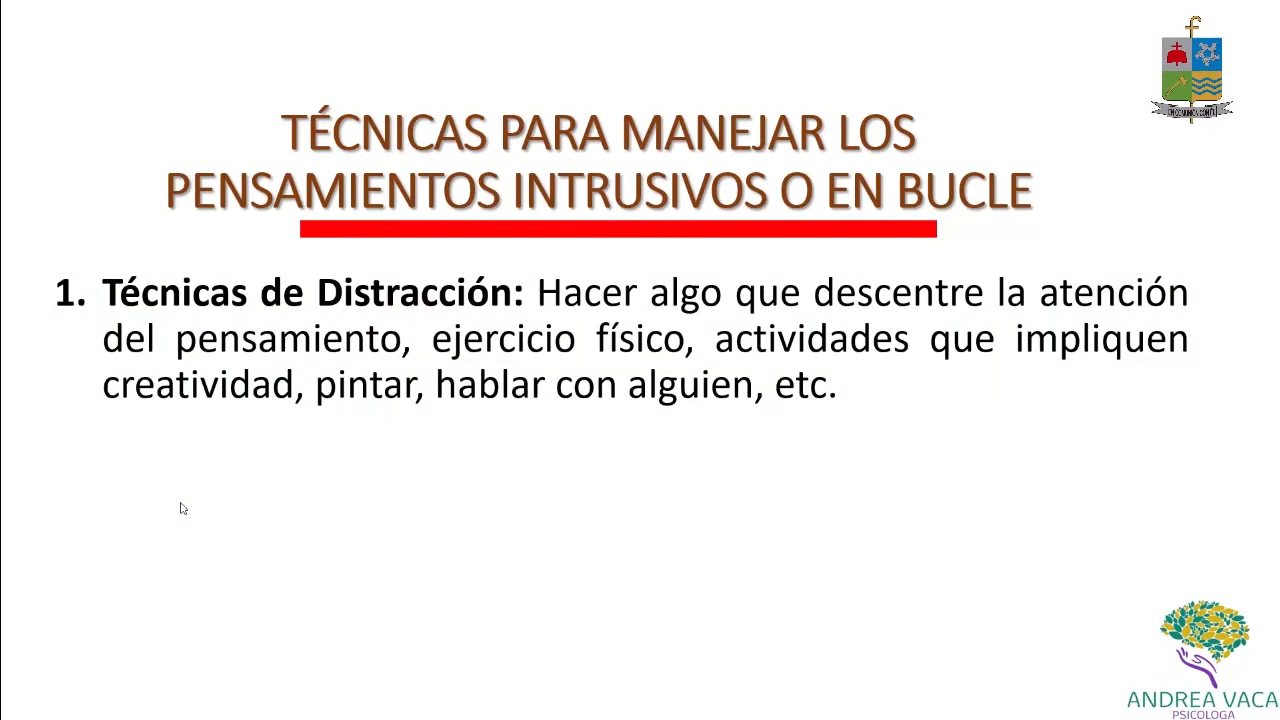 TÉCNICAS PARA MANEJAR LOS
PENSAMIENTOS INTRUSIVOS O EN BUCLE
1. Técnicas de Distracción: Hacer algo que descentre la atención
del pensamiento, ejercicio físico, actividades que impliquen
creatividad, pintar, hablar con alguien, etc.
ANDREA VACA
PSICOLOGA